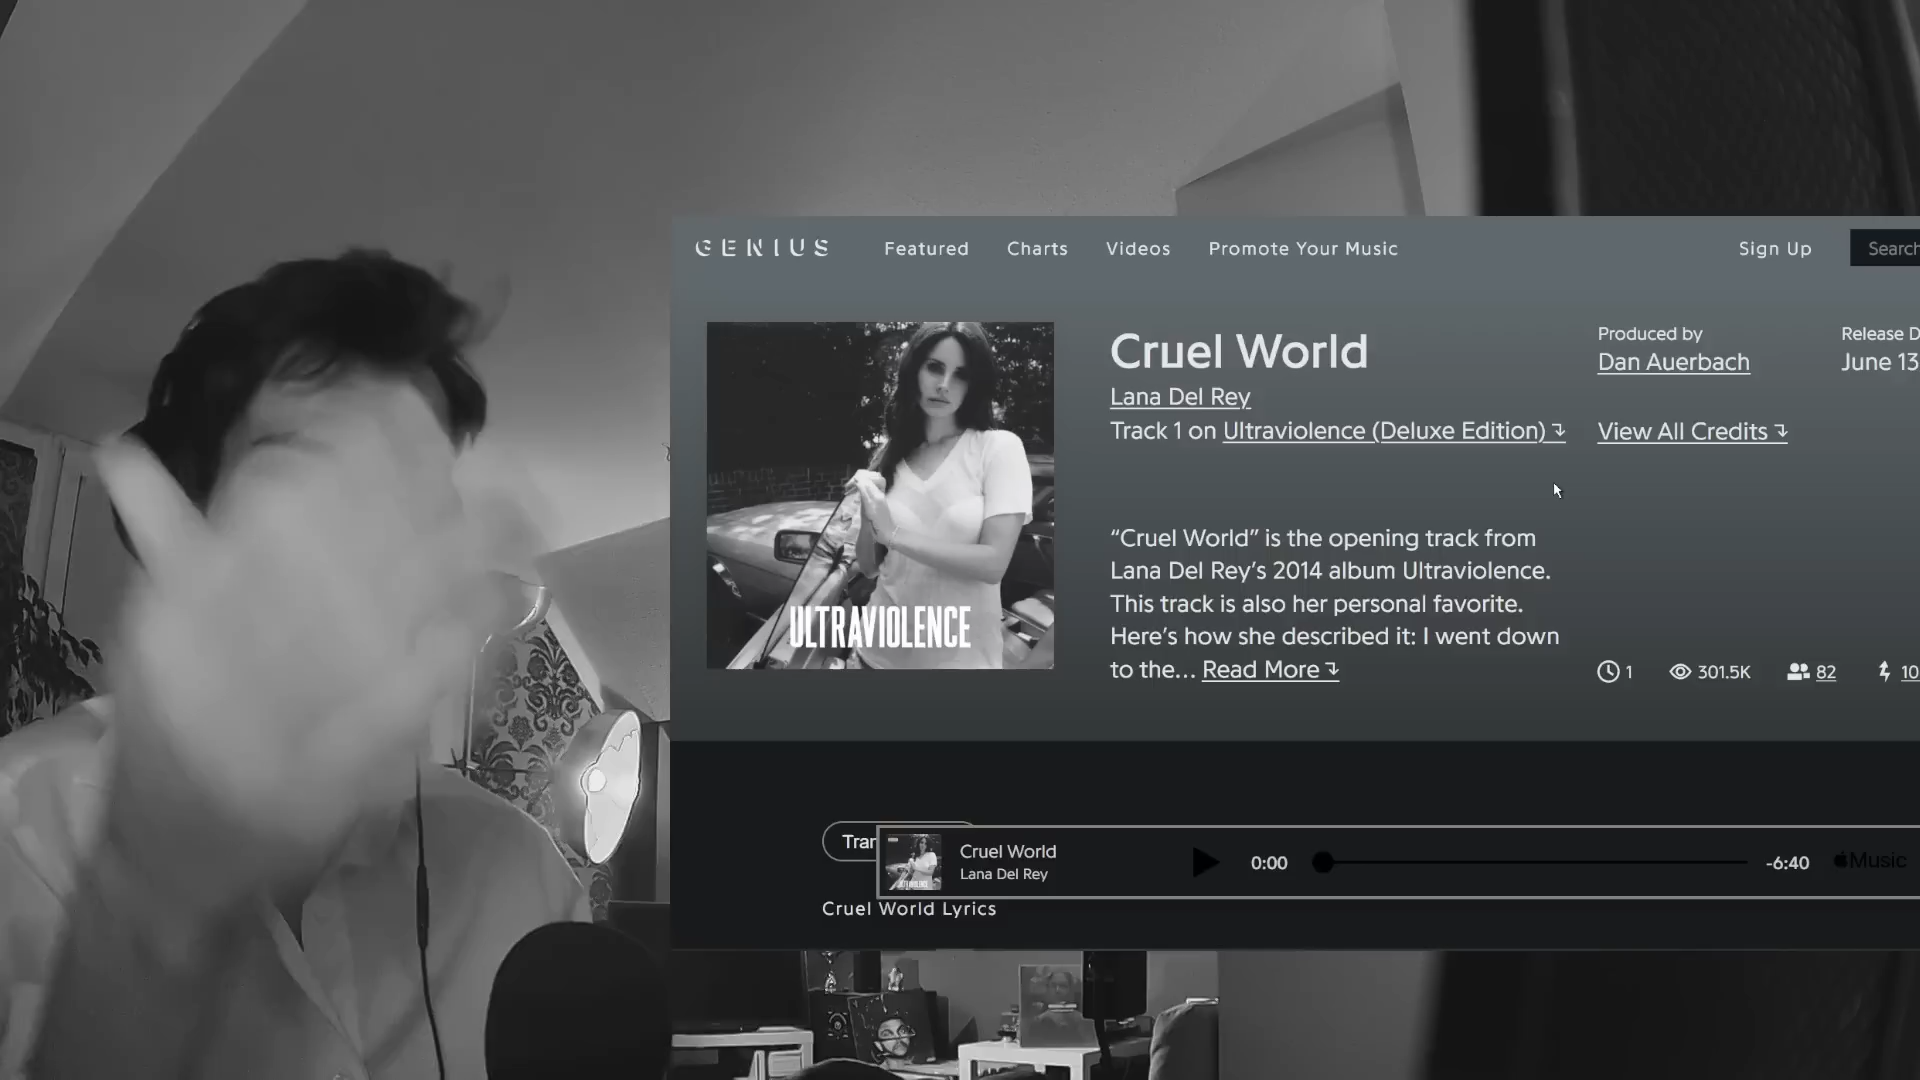 GENIUS
Featured Charts Videos Promote Your Music Sign Up Search
Cruel World
Lana Del Rey
Track 1 on Ultraviolence (Deluxe Edition)
Produced by
Dan Auerbach
View All Credits
Release D
June 13
ULTRAVIOLENCE
“Cruel World” is the opening track from
Lana Del Rey’s 2014 album Ultraviolence.
This track is also her personal favorite.
Here’s how she described it: I went down
to the... Read More
1 301.5K 82 10
Tran
Cruel World
Lana Del Rey
0:00 -6:40 Music
Cruel World Lyrics